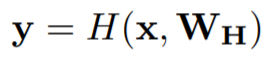 y = H(x, W_H)